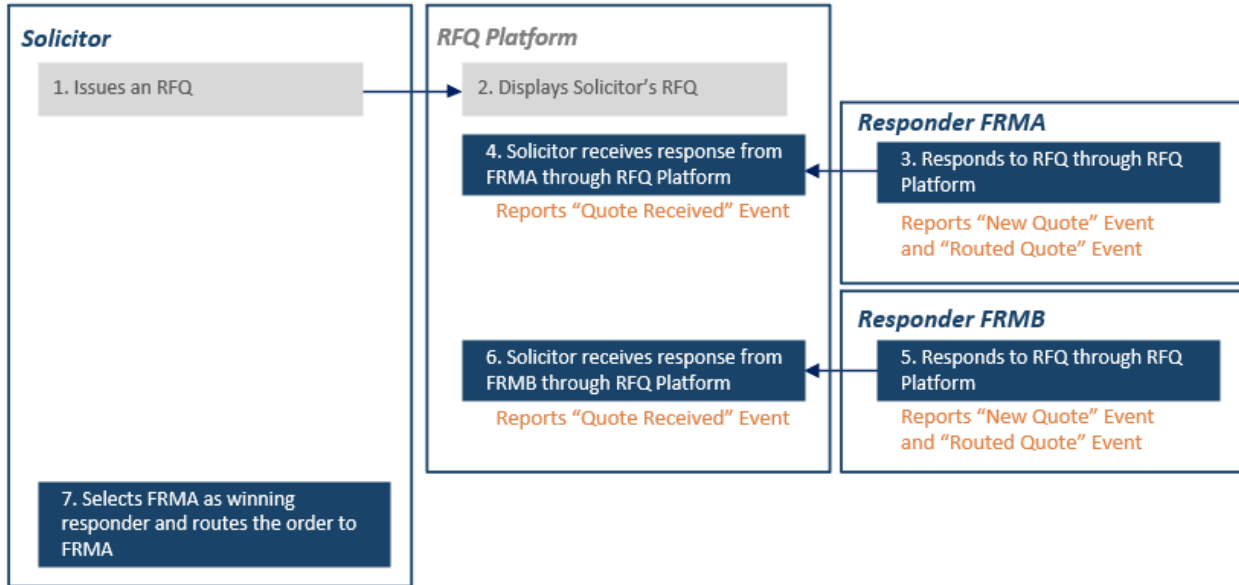 Solicitor
1. Issues an RFQ
RFQ Platform
2. Displays Solicitor’s RFQ
Responder FRMA
3. Responds to RFQ through RFQ
Platform
Reports “New Quote” Event
and “Routed Quote” Event
4. Solicitor receives response from
FRMA through RFQ Platform
Reports “Quote Received” Event
Responder FRMB
5. Responds to RFQ through RFQ
Platform
Reports “New Quote” Event
and “Routed Quote” Event
6. Solicitor receives response from
FRMB through RFQ Platform
Reports “Quote Received” Event
7. Selects FRMA as winning
responder and routes the order to
FRMA